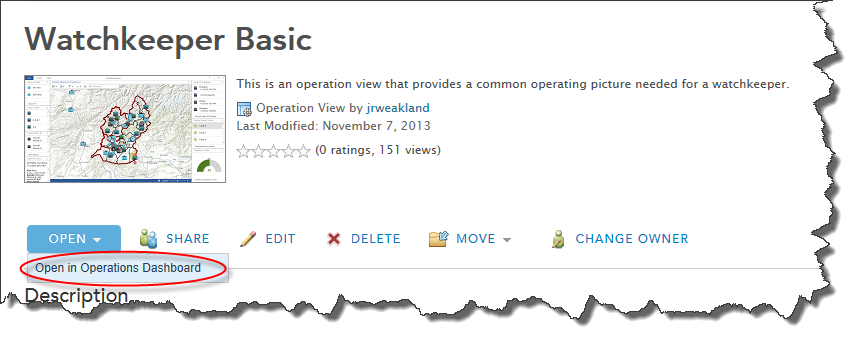 Watchkeeper Basic
This is an operation view that provides a common operating picture needed for a watchkeeper.
Operation View by jrweakland
Last Modified: November 7, 2013
(0 ratings, 151 views)
OPEN SHARE EDIT DELETE MOVE CHANGE OWNER
Open in Operations Dashboard
Description